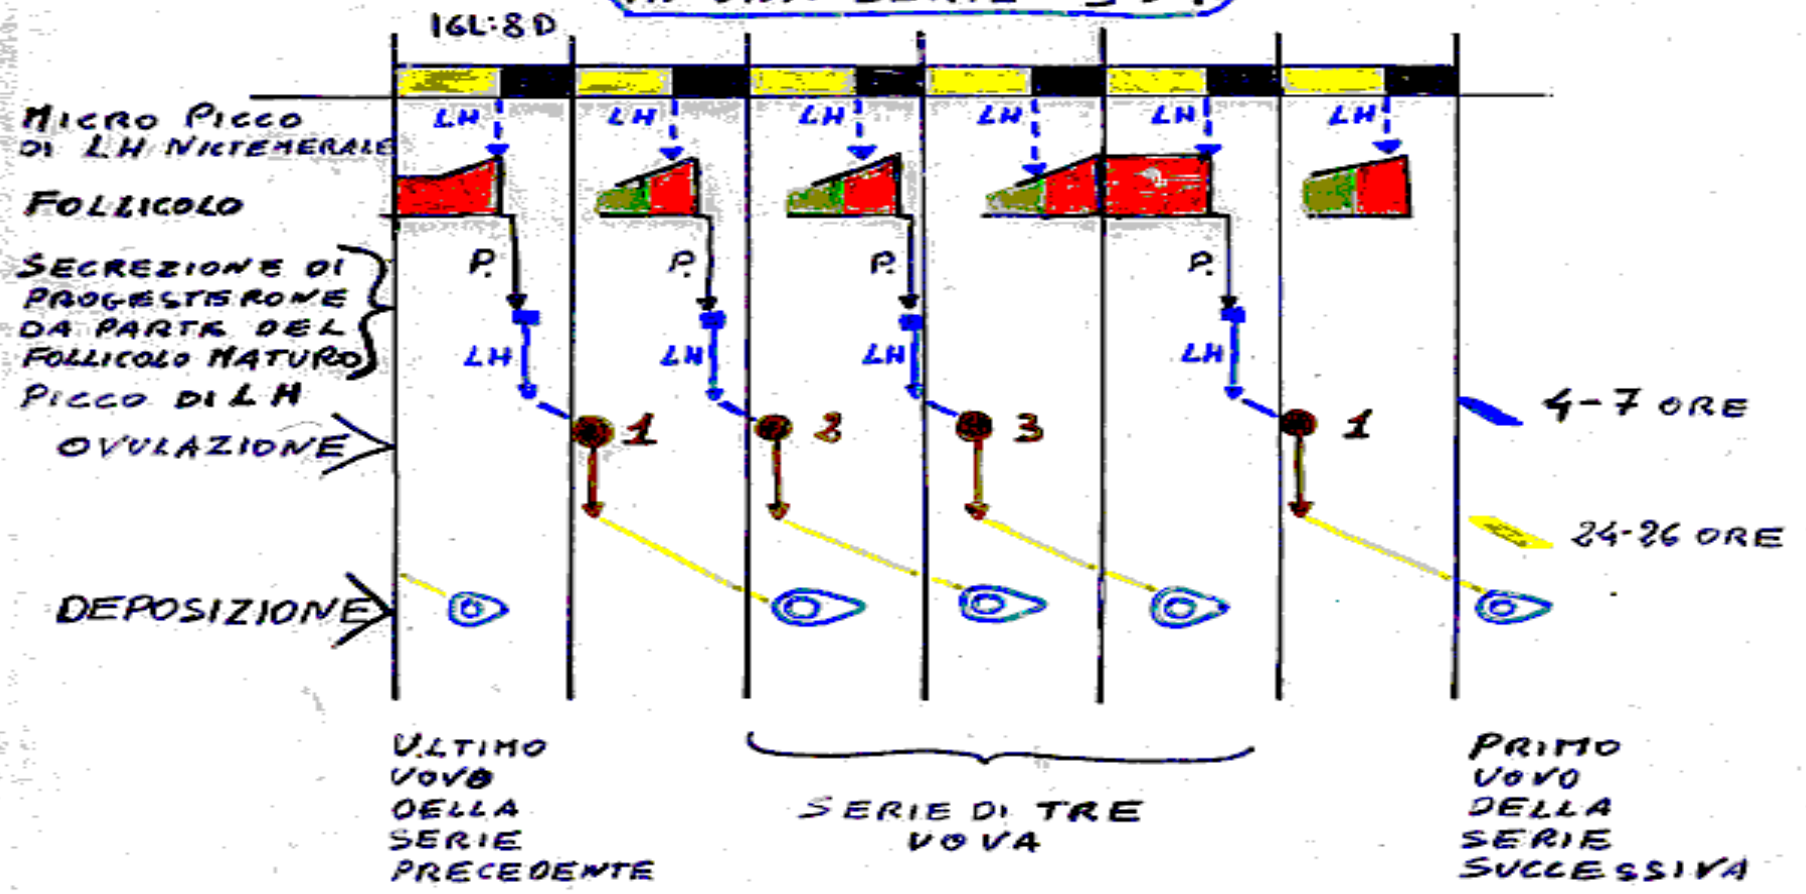 16L:8D
LH LH LH LH LH LH
MICRO PICCO
DI LH NICTEMERALE
FOLLICOLO
SECREZIONE DI
PROGESTERONE
DA PARTE DEL
FOLLICOLO MATURO
P. P. P. P.
LH LH LH LH
PICCO DI LH
4-7 ORE
OVULAZIONE
1 2 3 1
24-26 ORE
DEPOSIZIONE
ULTIMO
UOVO
DELLA
SERIE
PRECEDENTE
SERIE DI TRE
UOVA
PRIMO
UOVO
DELLA
SERIE
SUCCESSIVA